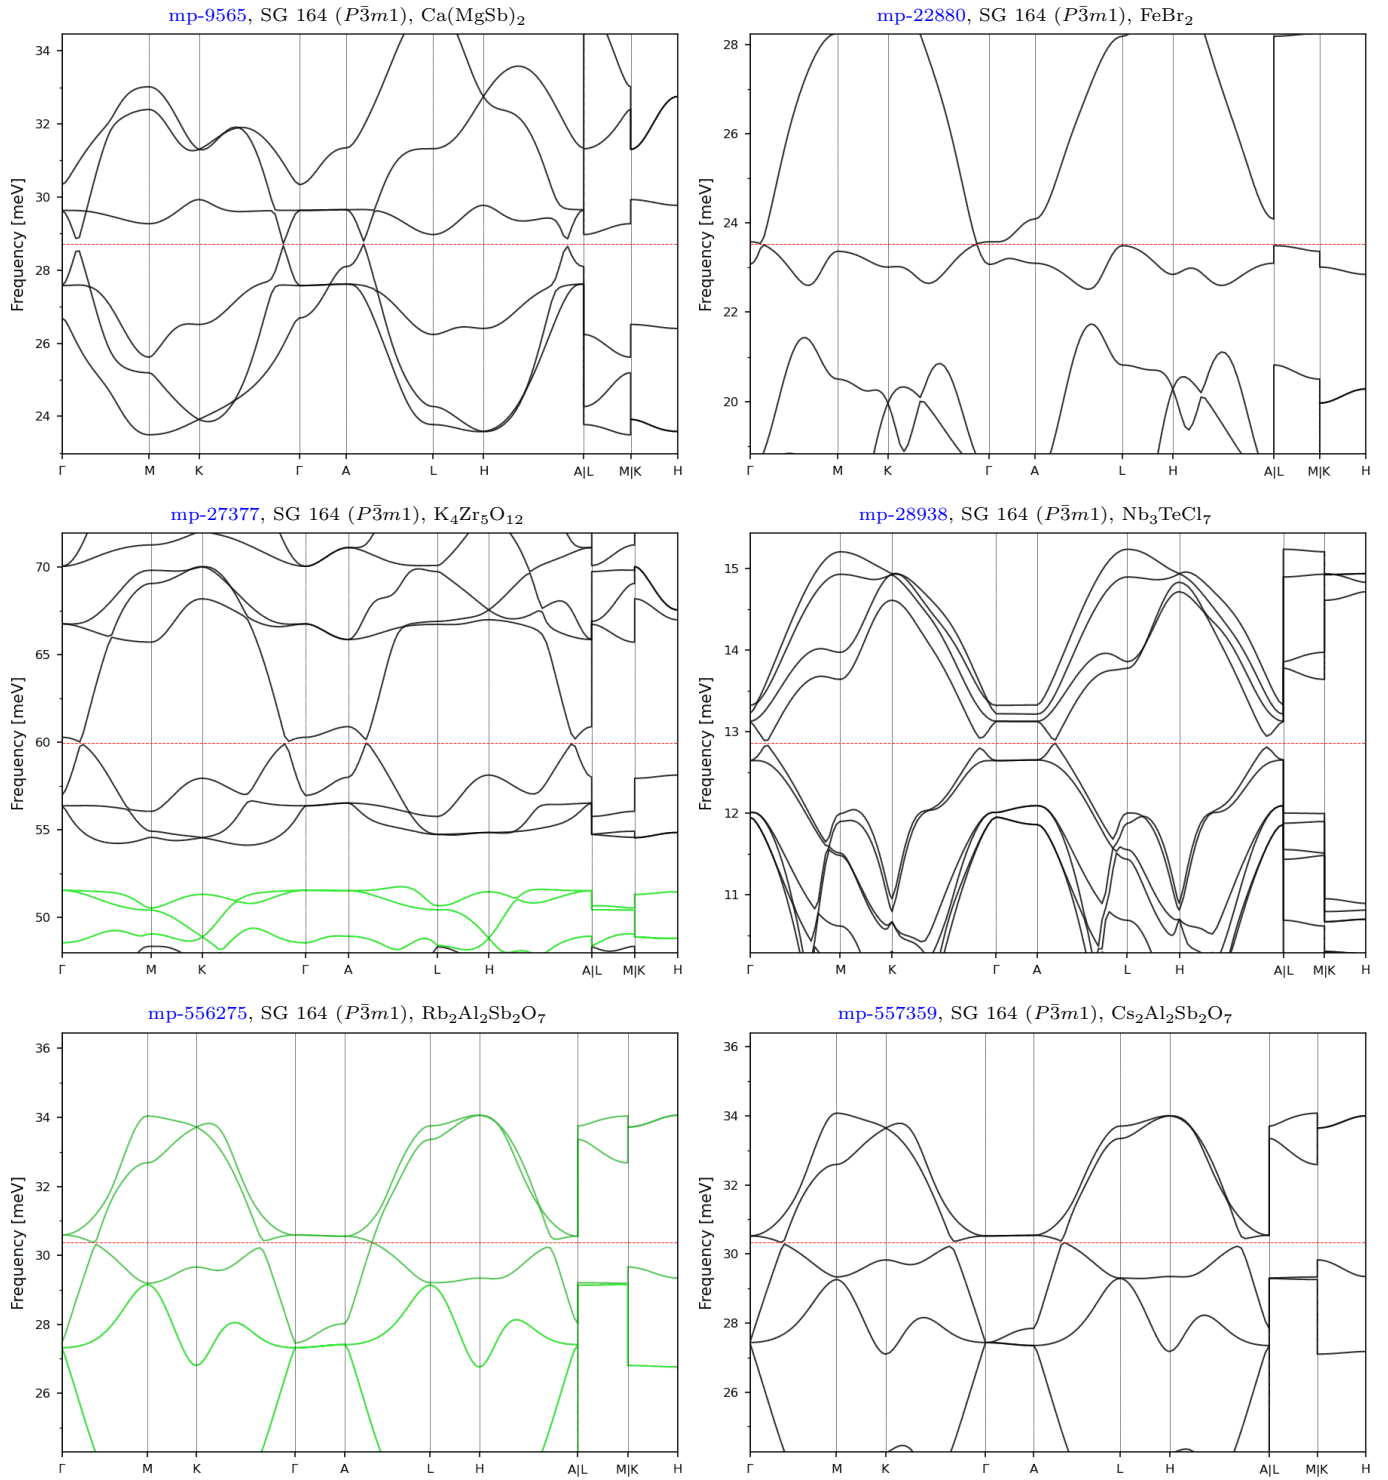 mp-9565, SG 164 (P3̄m1), Ca(MgSb)₂
Frequency [meV]
34
32
30
28
26
24
Γ M K Γ A L H A|L M|K H
mp-22880, SG 164 (P3̄m1), FeBr₂
Frequency [meV]
28
26
24
22
20
Γ M K Γ A L H A|L M|K H
mp-27377, SG 164 (P3̄m1), K₄Zr₅O₁₂
Frequency [meV]
70
65
60
55
50
Γ M K Γ A L H A|L M|K H
mp-28938, SG 164 (P3̄m1), Nb₃TeCl₇
Frequency [meV]
15
14
13
12
11
Γ M K Γ A L H A|L M|K H
mp-556275, SG 164 (P3̄m1), Rb₂Al₂Sb₂O₇
Frequency [meV]
36
34
32
30
28
26
Γ M K Γ A L H A|L M|K H
mp-557359, SG 164 (P3̄m1), Cs₂Al₂Sb₂O₇
Frequency [meV]
36
34
32
30
28
26
Γ M K Γ A L H A|L M|K H